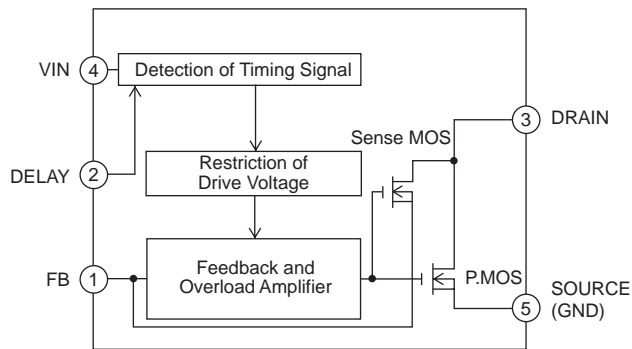 VIN
4
Detection of Timing Signal
3
DRAIN
Sense MOS
DELAY
2
Restriction of
Drive Voltage
FB
1
Feedback and
Overload Amplifier
P.MOS
5
SOURCE
(GND)